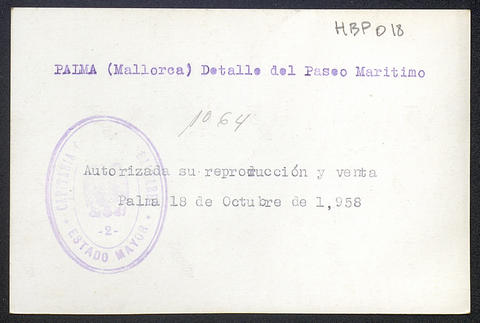 HBP018
PALMA (Mallorca) Detalle del Paseo Maritimo
1064
Autorizada su reproducción y venta
Palma 18 de Octubre de 1,958
-2-
ESTADO MAYOR